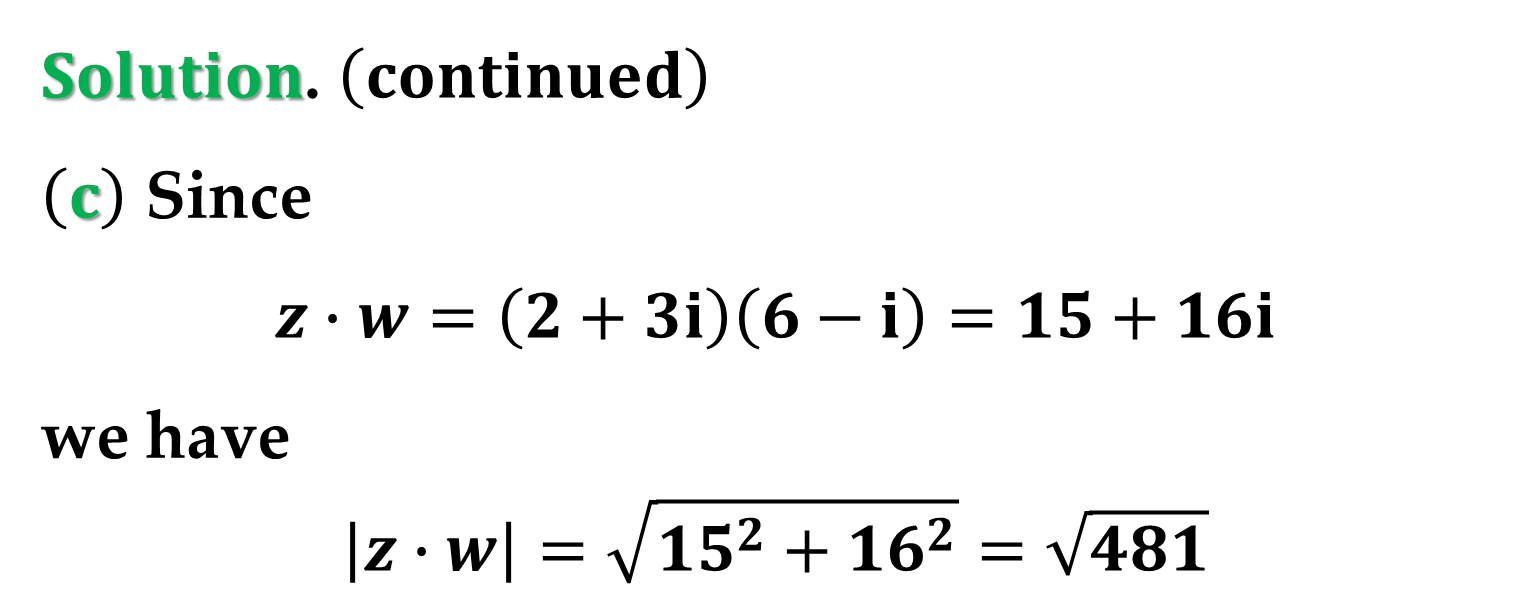 Solution. (continued)
(c) Since
z · w = (2 + 3i)(6 − i) = 15 + 16i
we have
|z · w| = √15² + 16² = √481